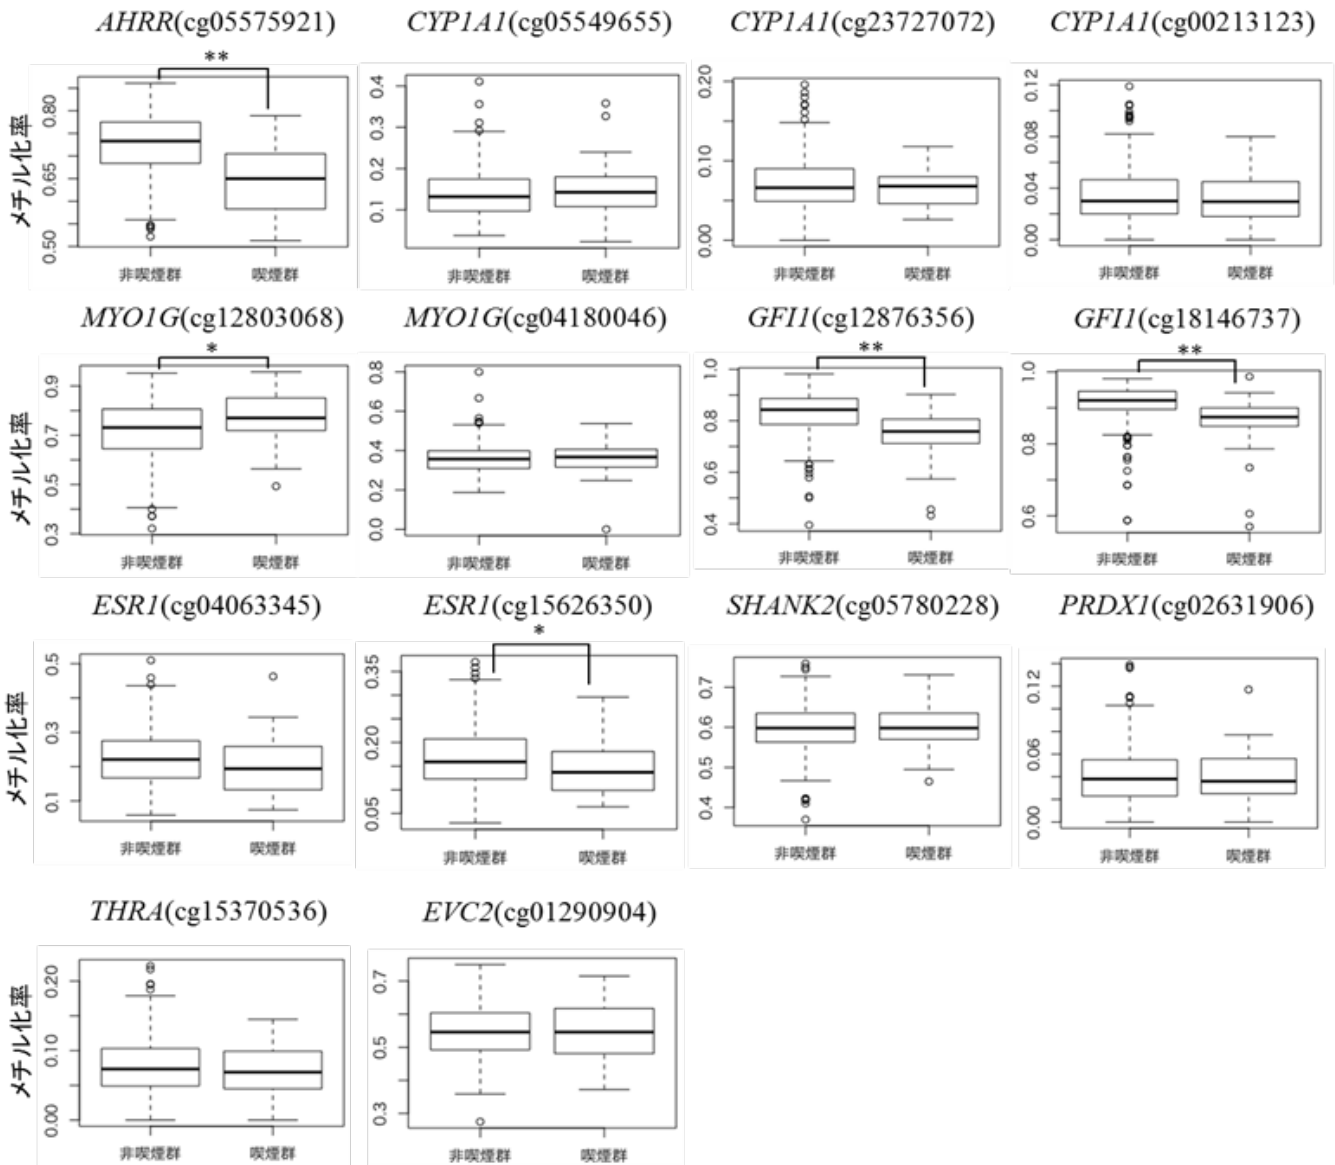 AHRR(cg05575921) CYP1A1(cg05549655) CYP1A1(cg23727072) CYP1A1(cg00213123)
**
メチル化率
0.80
0.65
0.50
非喫煙群 喫煙群
0.4
0.3
0.2
0.1
非喫煙群 喫煙群
0.20
0.10
0.00
非喫煙群 喫煙群
0.12
0.08
0.04
0.00
非喫煙群 喫煙群
MYO1G(cg12803068) MYO1G(cg04180046) GFI1(cg12876356) GFI1(cg18146737)
*
メチル化率
0.9
0.7
0.5
0.3
非喫煙群 喫煙群
0.8
0.6
0.4
0.2
0.0
非喫煙群 喫煙群
**
1.0
0.8
0.6
0.4
非喫煙群 喫煙群
**
1.0
0.8
0.6
非喫煙群 喫煙群
ESR1(cg04063345) ESR1(cg15626350) SHANK2(cg05780228) PRDX1(cg02631906)
メチル化率
0.5
0.3
0.1
非喫煙群 喫煙群
*
0.35
0.20
0.05
非喫煙群 喫煙群
0.7
0.6
0.5
0.4
非喫煙群 喫煙群
0.12
0.06
0.00
非喫煙群 喫煙群
THRA(cg15370536) EVC2(cg01290904)
メチル化率
0.20
0.10
0.00
非喫煙群 喫煙群
0.7
0.5
0.3
非喫煙群 喫煙群